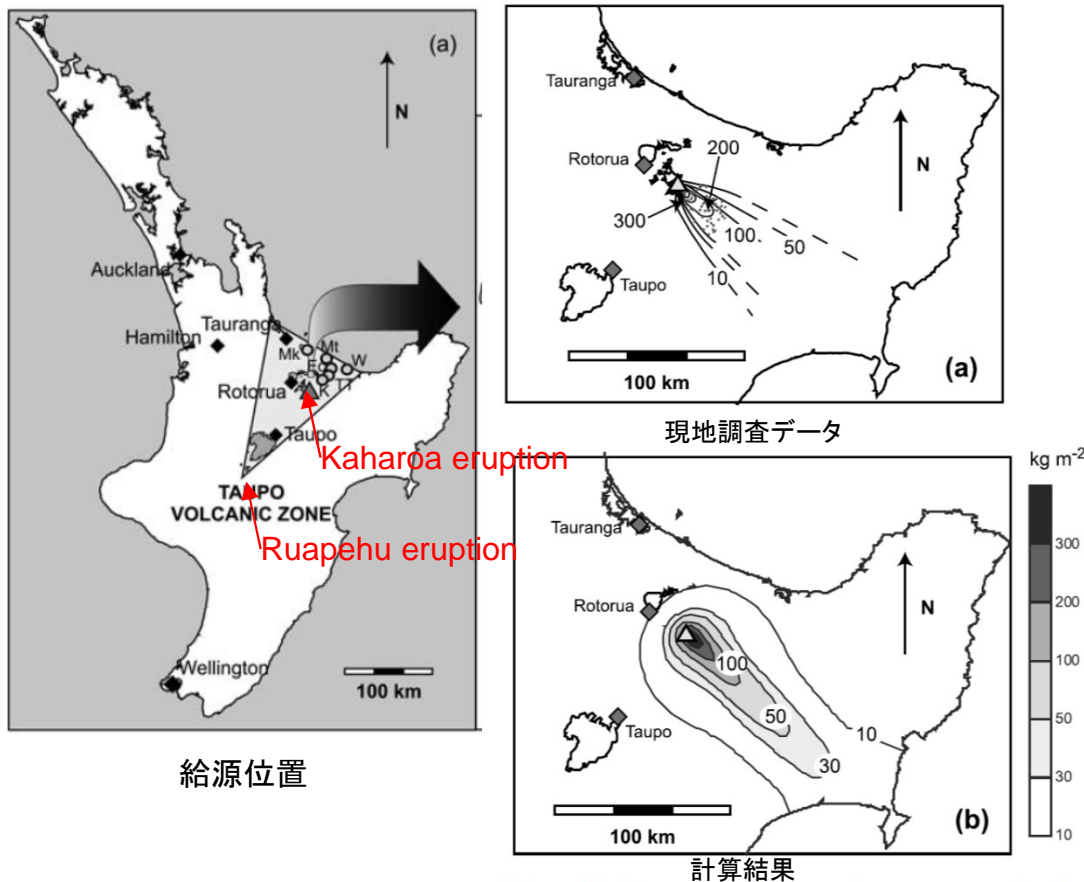 (a)
N
Auckland
Hamilton
Tauranga
Mk
Mt
E
W
TT
Rotorua
K
Taupo
Kaharoa eruption
TAUPO
VOLCANIC ZONE
Ruapehu eruption
Wellington
100 km
給源位置
Tauranga
Rotorua
200
N
300
100
50
10
Taupo
100 km
(a)
現地調査データ
kg m-2
Tauranga
Rotorua
N
100
50
10
Taupo
30
100 km
(b)
300
200
100
50
30
10
計算結果